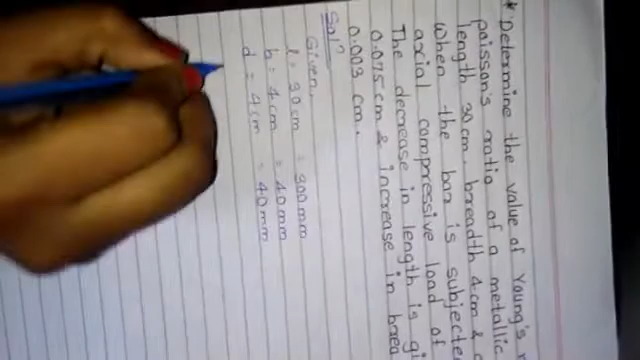 * Determine the value of Young's
poisson's ratio of a metallic
length 30 cm, breadth 4 cm &
when the bar is subjecte
axial compressive load of
The decrease in length is gi
0.075 cm & increase in brea
0.003 cm.
Solⁿ
Given,
l = 30 cm = 300 mm
b = 4 cm = 40 mm
d = 4 cm = 40 mm